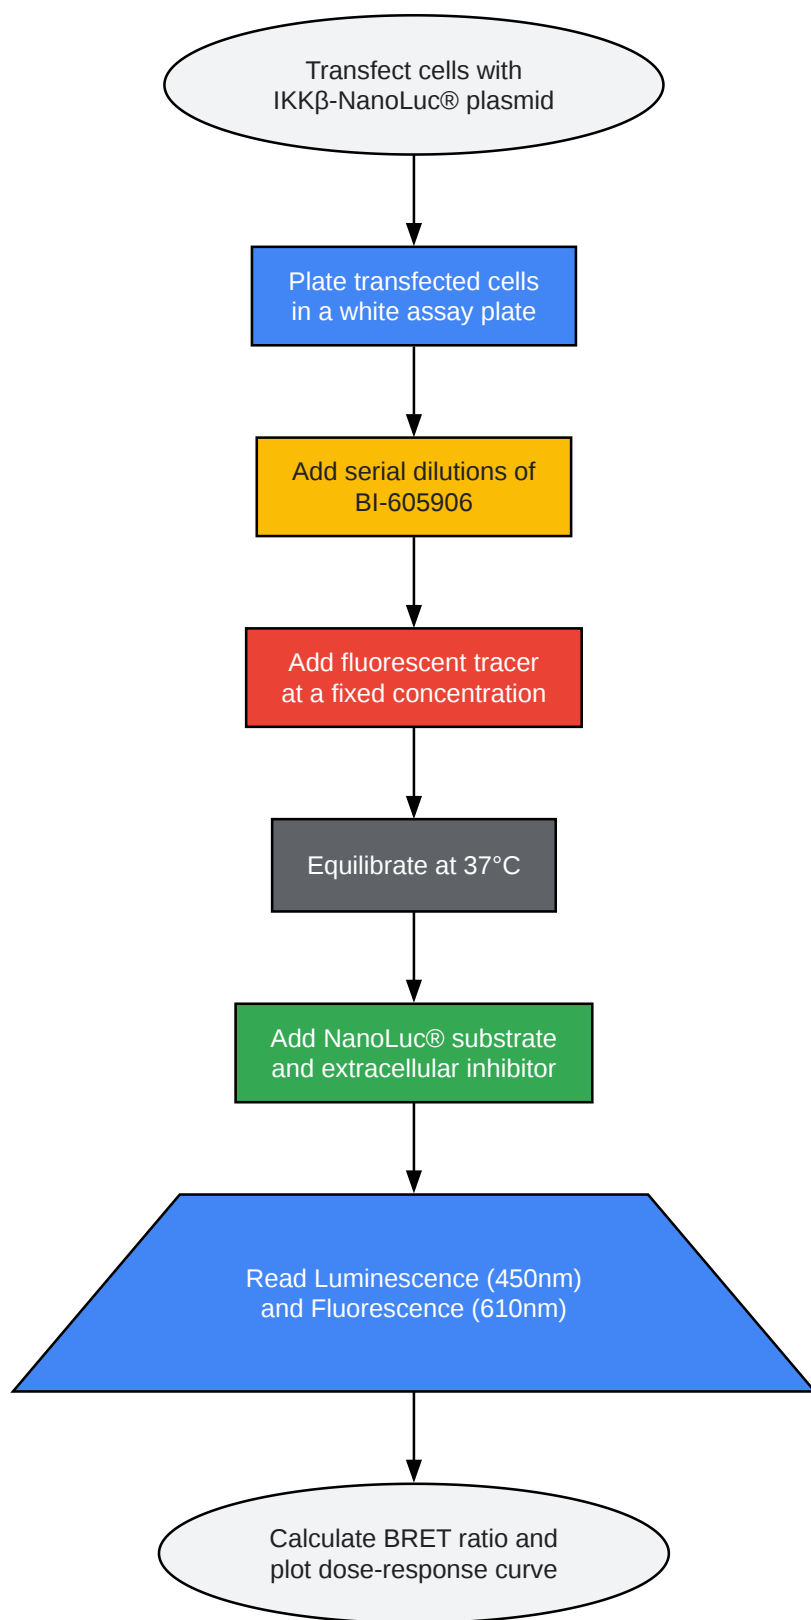 Transfect cells with
IKKβ-NanoLuc® plasmid
Plate transfected cells
in a white assay plate
Add serial dilutions of
BI-605906
Add fluorescent tracer
at a fixed concentration
Equilibrate at 37°C
Add NanoLuc® substrate
and extracellular inhibitor
Read Luminescence (450nm)
and Fluorescence (610nm)
Calculate BRET ratio and
plot dose-response curve